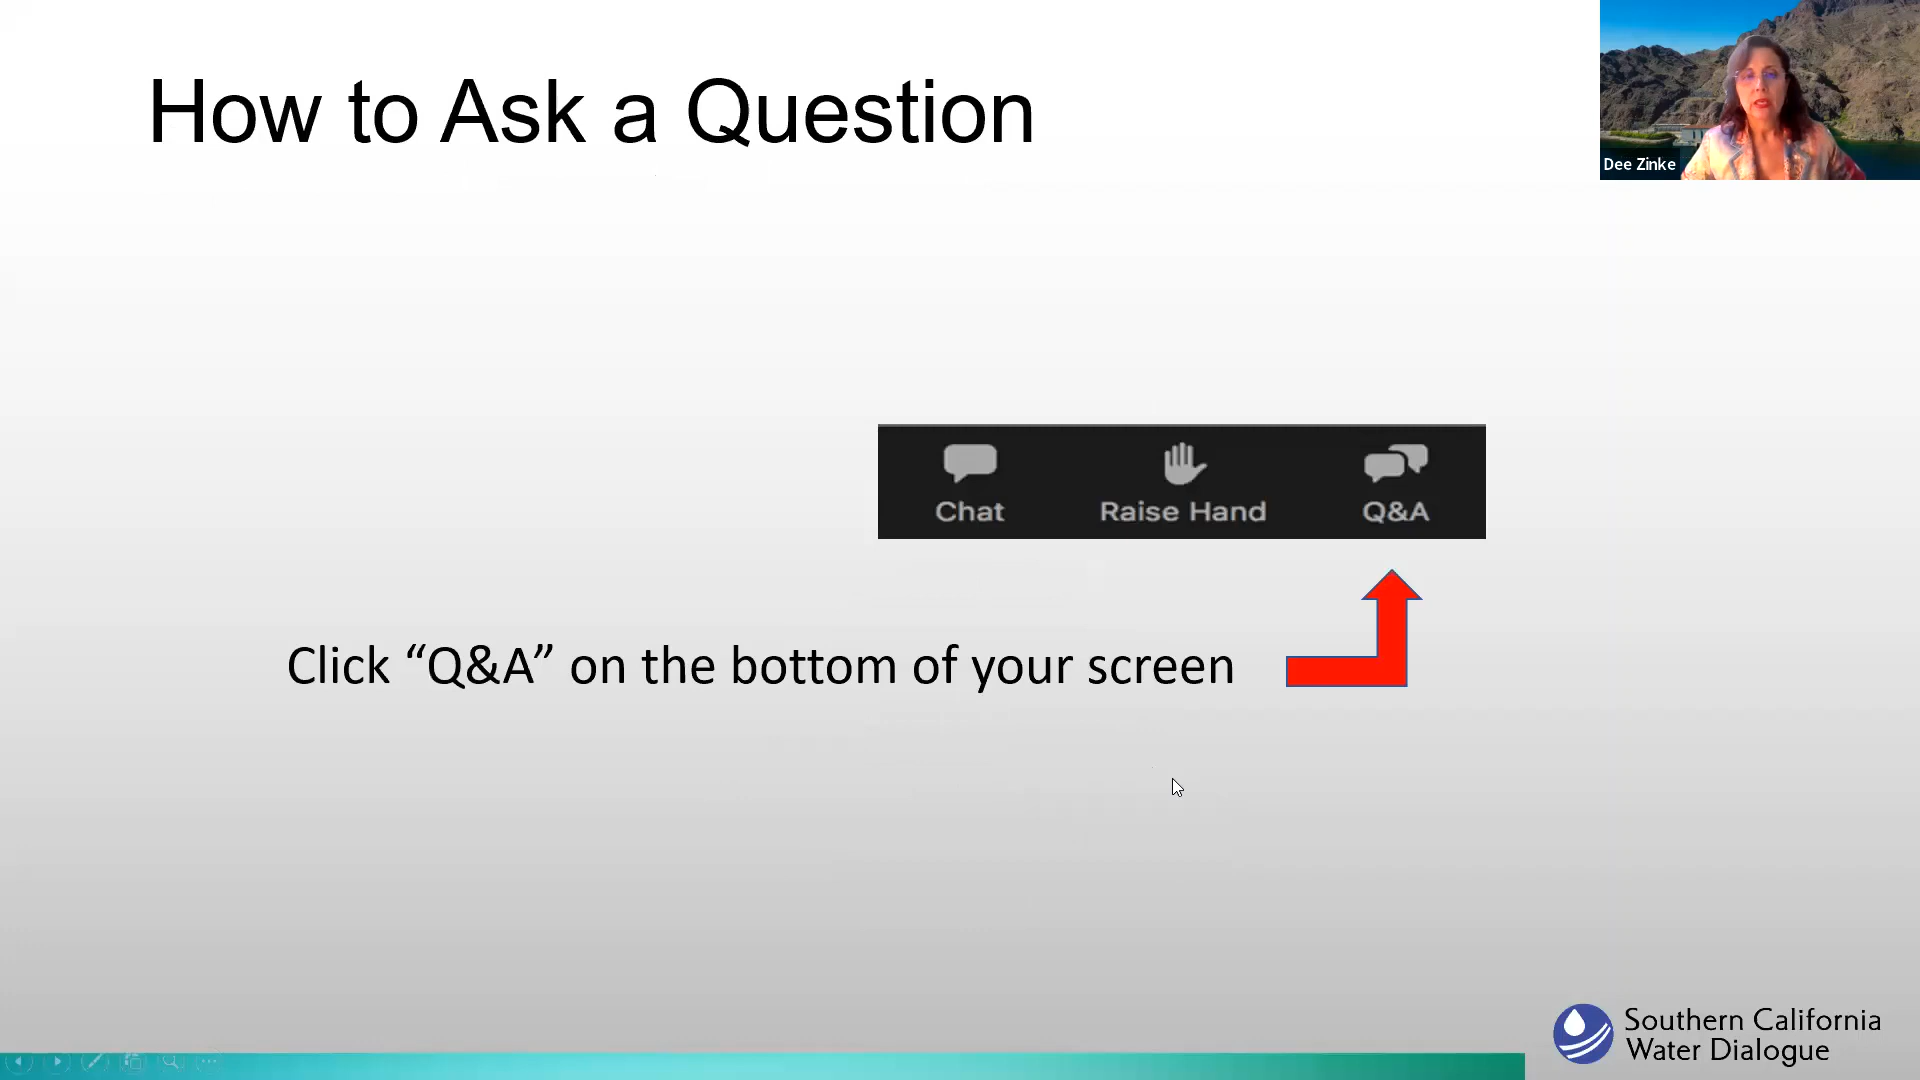 How to Ask a Question
Dee Zinke
Chat
Raise Hand
Q&A
Click “Q&A” on the bottom of your screen
Southern California
Water Dialogue